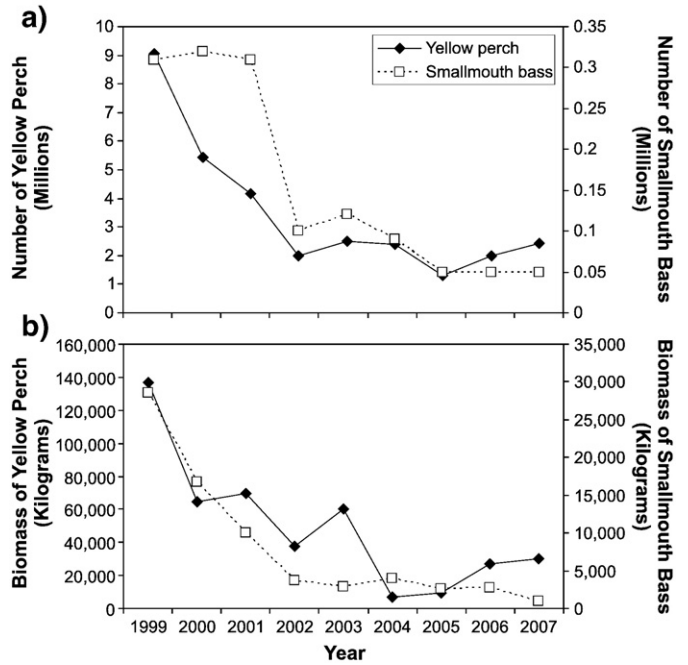 a)
10
9
8
7
6
5
4
3
2
1
0
Number of Yellow Perch
(Millions)
Yellow perch
Smallmouth bass
0.35
0.3
0.25
0.2
0.15
0.1
0.05
0
Number of Smallmouth Bass
(Millions)
b)
160,000
140,000
120,000
100,000
80,000
60,000
40,000
20,000
0
Biomass of Yellow Perch
(Kilograms)
35,000
30,000
25,000
20,000
15,000
10,000
5,000
0
Biomass of Smallmouth Bass
(Kilograms)
1999 2000 2001 2002 2003 2004 2005 2006 2007
Year